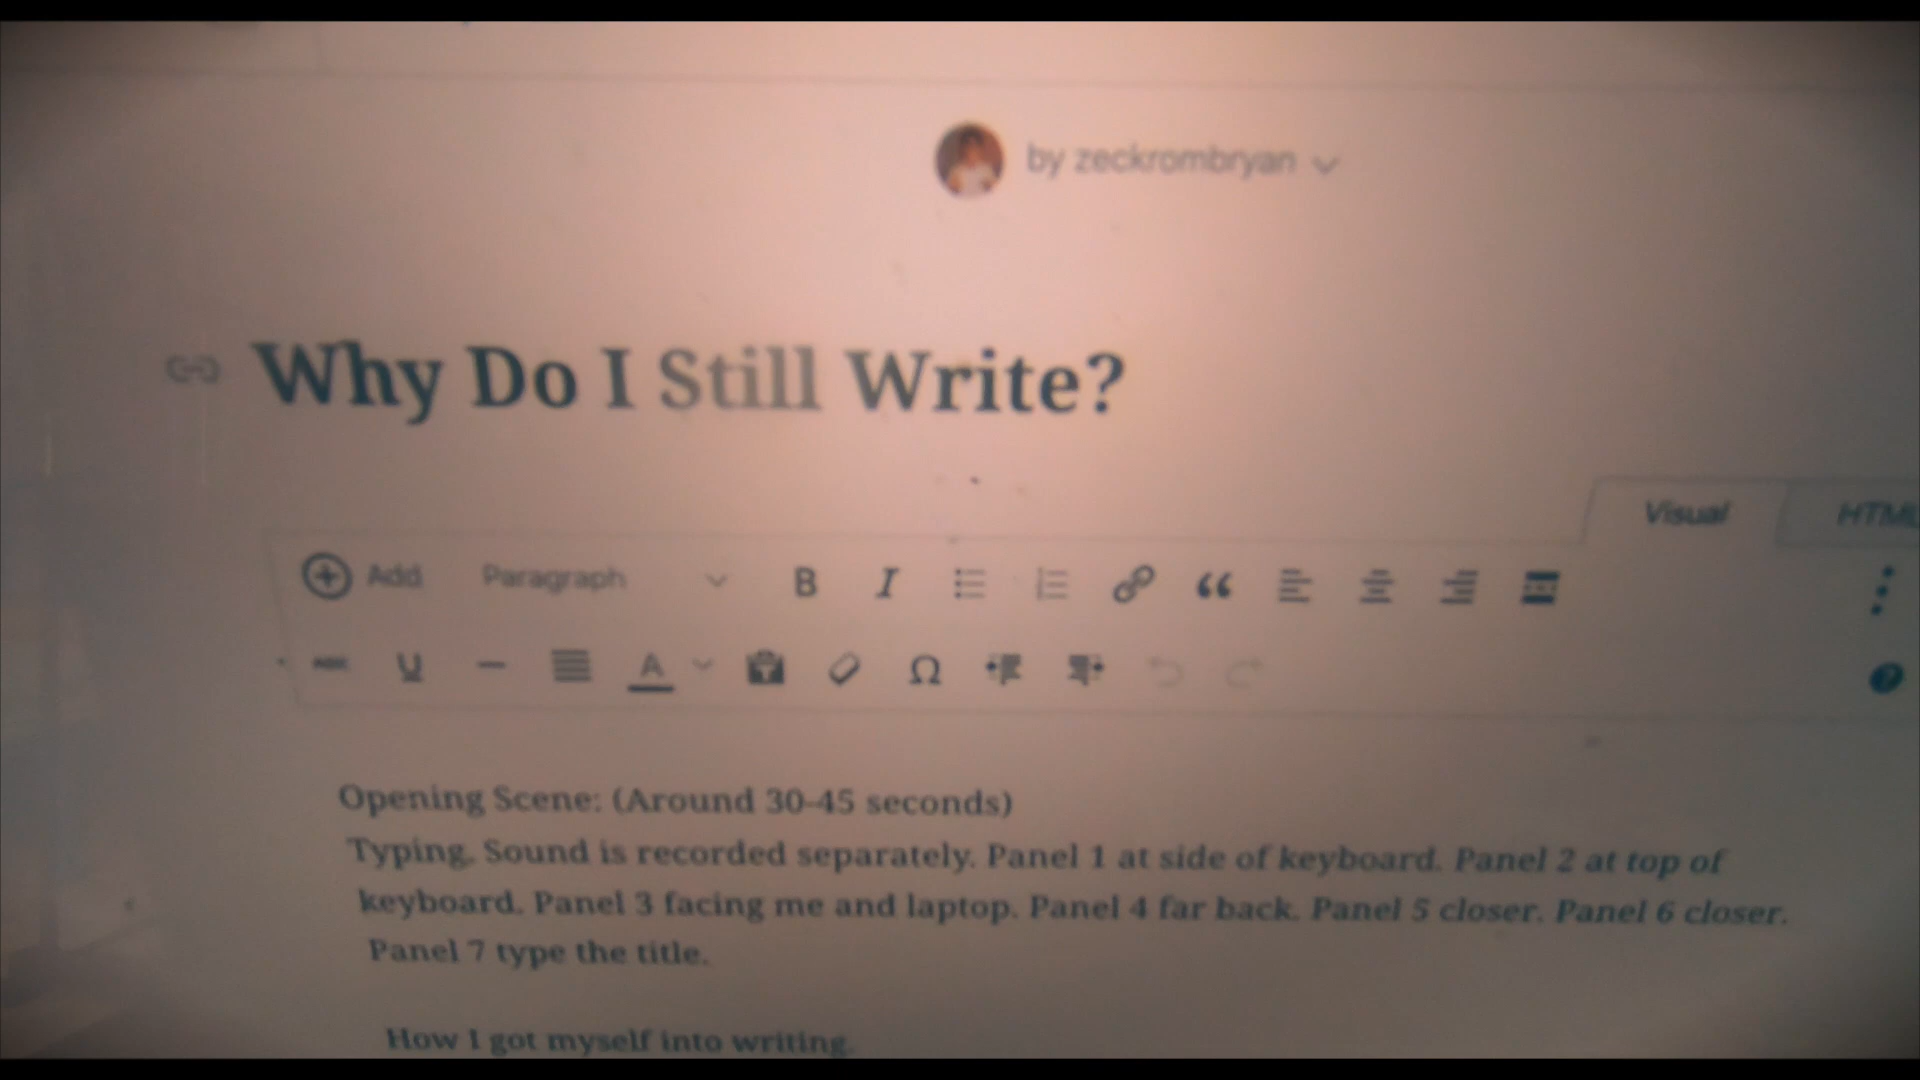 by zeckrombryan
Why Do I Still Write?
Visual HTML
Add Paragraph B I
ABC U A Ω
Opening Scene: (Around 30-45 seconds)
Typing. Sound is recorded separately. Panel 1 at side of keyboard. Panel 2 at top of
keyboard. Panel 3 facing me and laptop. Panel 4 far back. Panel 5 closer. Panel 6 closer.
Panel 7 type the title.
How I got myself into writing.